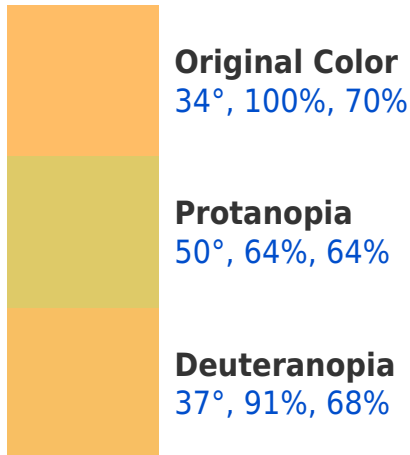 Original Color
34°, 100%, 70%
Protanopia
50°, 64%, 64%
Deuteranopia
37°, 91%, 68%